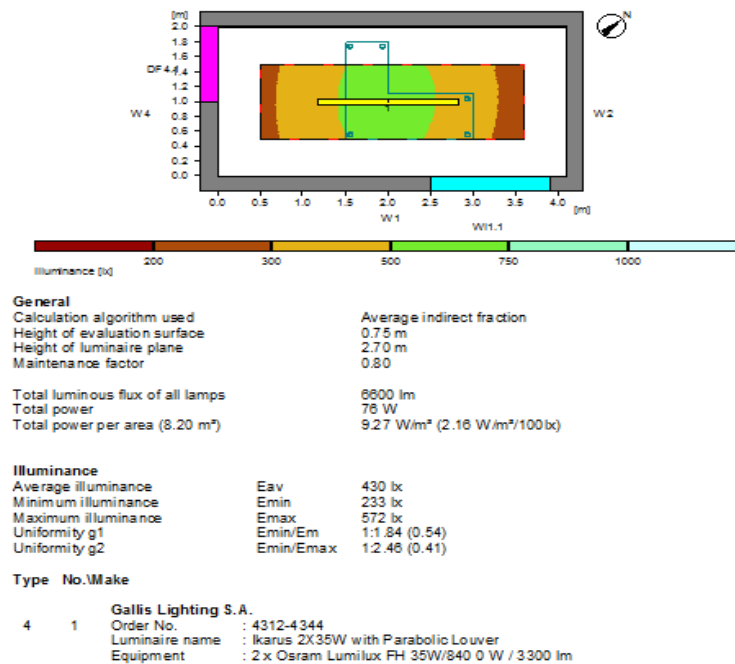 [m]
N
2.0
1.8
1.6
DF 4.4
1.4
1.2
1.0
W4
W2
0.8
0.6
0.4
0.2
0.0
0.0 0.5 1.0 1.5 2.0 2.5 3.0 3.5 4.0 [m]
W1
WI1.1
Illuminance [lx]
200 300 500 750 1000
General
Calculation algorithm used Average indirect fraction
Height of evaluation surface 0.75 m
Height of luminaire plane 2.70 m
Maintenance factor 0.80
Total luminous flux of all lamps 6600 lm
Total power 76 W
Total power per area (8.20 m²) 9.27 W/m² (2.16 W/m²/100lx)
Illuminance
Average illuminance Eav 430 lx
Minimum illuminance Emin 233 lx
Maximum illuminance Emax 572 lx
Uniformity g1 Emin/Em 1:1.84 (0.54)
Uniformity g2 Emin/Emax 1:2.46 (0.41)
Type No.\Make
Gallis Lighting S.A.
4 1 Order No. : 4312-4344
Luminaire name : Ikarus 2X35W with Parabolic Louver
Equipment : 2 x Osram Lumilux FH 35W/840 0 W / 3300 lm